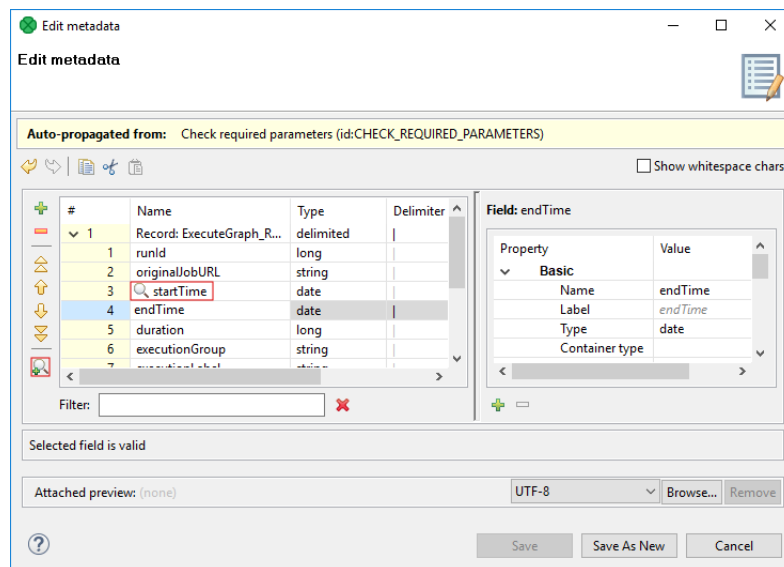 Edit metadata
Edit metadata
Auto-propagated from: Check required parameters (id:CHECK_REQUIRED_PARAMETERS)
Show whitespace chars
# Name Type Delimiter
1 Record: ExecuteGraph_R... delimited |
1 runId long |
2 originalJobURL string |
3 startTime date |
4 endTime date |
5 duration long |
6 executionGroup string |
7 executionLabel string |
Filter:
Field: endTime
Property Value
Basic
Name endTime
Label endTime
Type date
Container type
Selected field is valid
Attached preview: (none) UTF-8 Browse... Remove
Save Save As New Cancel